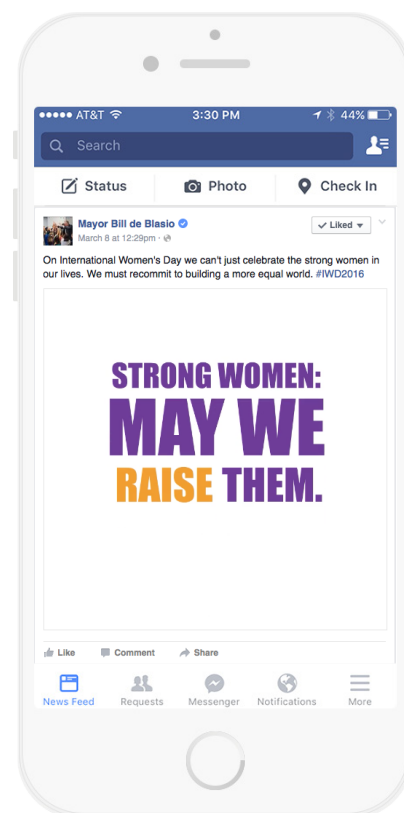 AT&T 3:30 PM 44%
Search
Status Photo Check In
Mayor Bill de Blasio
Liked
March 8 at 12:29pm ·
On International Women's Day we can't just celebrate the strong women in
our lives. We must recommit to building a more equal world. #IWD2016
STRONG WOMEN:
MAY WE
RAISE THEM.
Like Comment Share
News Feed Requests Messenger Notifications More